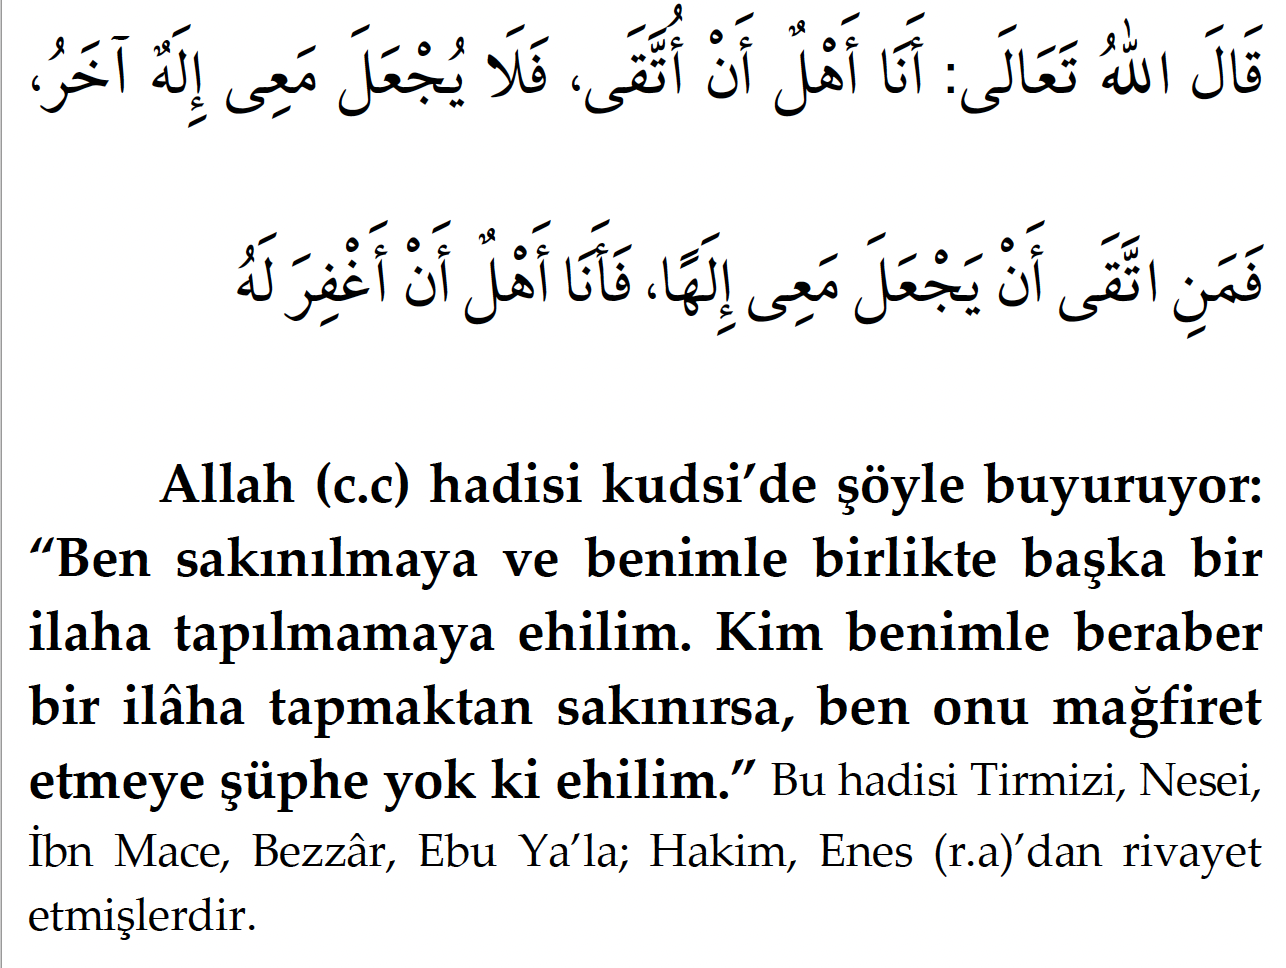 قَالَ اللهُ تَعَالَى: أَنَا أَهْلٌ أَنْ أُتَّقَى، فَلَا يُجْعَلَ مَعِى إِلَهٌ آخَرُ،
فَمَنِ اتَّقَى أَنْ يَجْعَلَ مَعِى إِلَهًا، فَأَنَا أَهْلٌ أَنْ أَغْفِرَ لَهُ
Allah (c.c) hadisi kudsi’de şöyle buyuruyor:
“Ben sakınılmaya ve benimle birlikte başka bir
ilaha tapılmamaya ehilim. Kim benimle beraber
bir ilâha tapmaktan sakınırsa, ben onu mağfiret
etmeye şüphe yok ki ehilim.” Bu hadisi Tirmizi, Nesei,
İbn Mace, Bezzâr, Ebu Ya’la; Hakim, Enes (r.a)’dan rivayet
etmişlerdir.